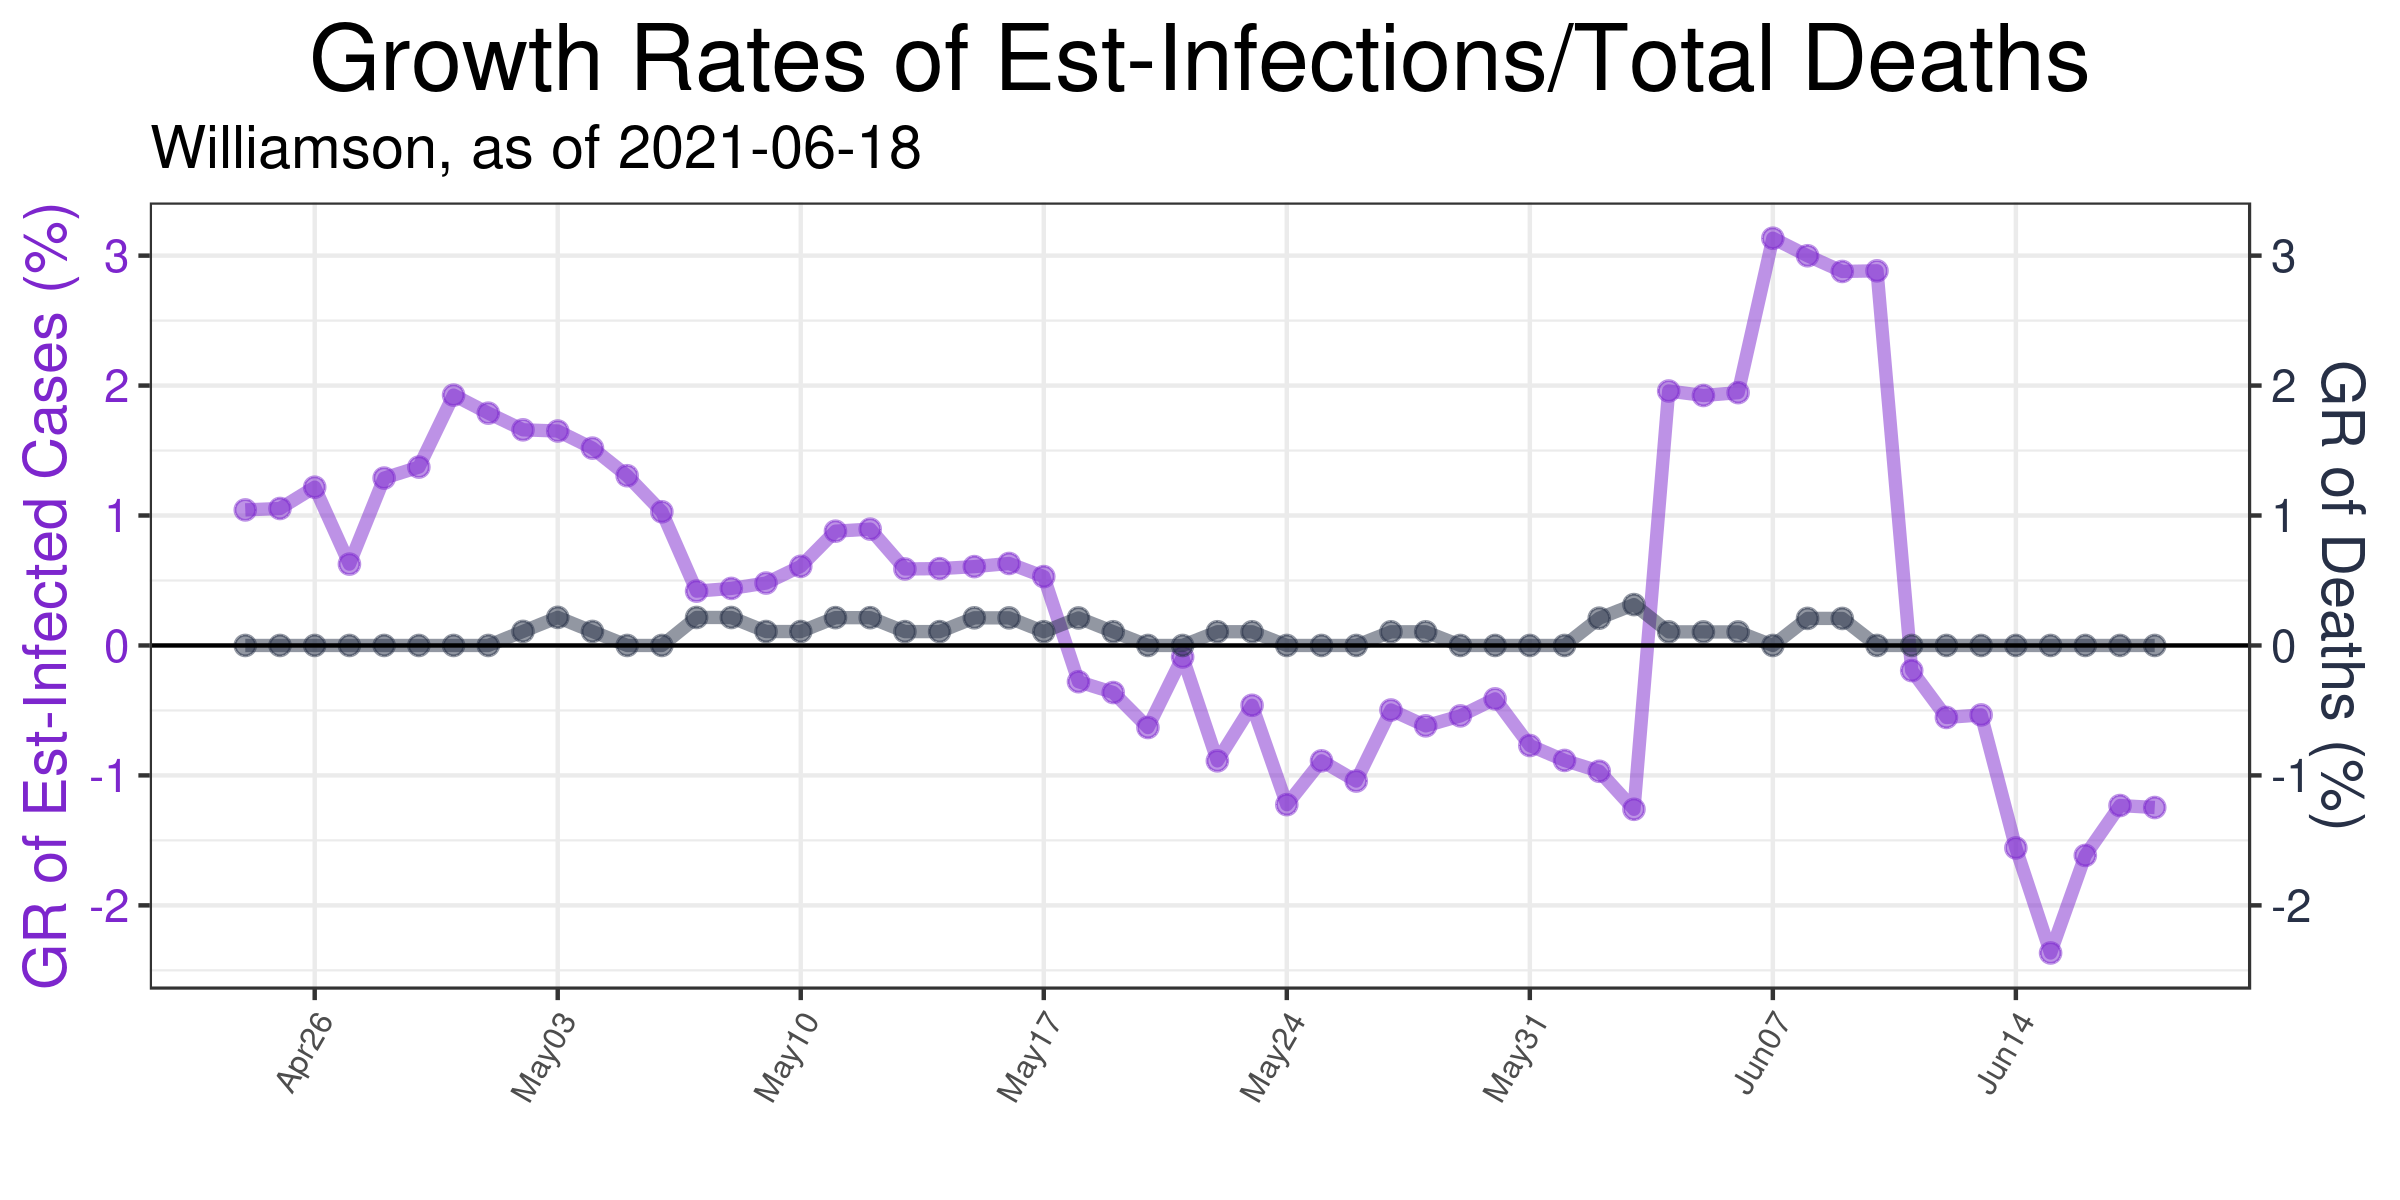 Growth Rates of Est-Infections/Total Deaths
Williamson, as of 2021-06-18
GR of Est-Infected Cases (%)
3
2
1
0
-1
-2
3
2
1
0
-1
-2
GR of Deaths (%)
Apr26
May03
May10
May17
May24
May31
Jun07
Jun14